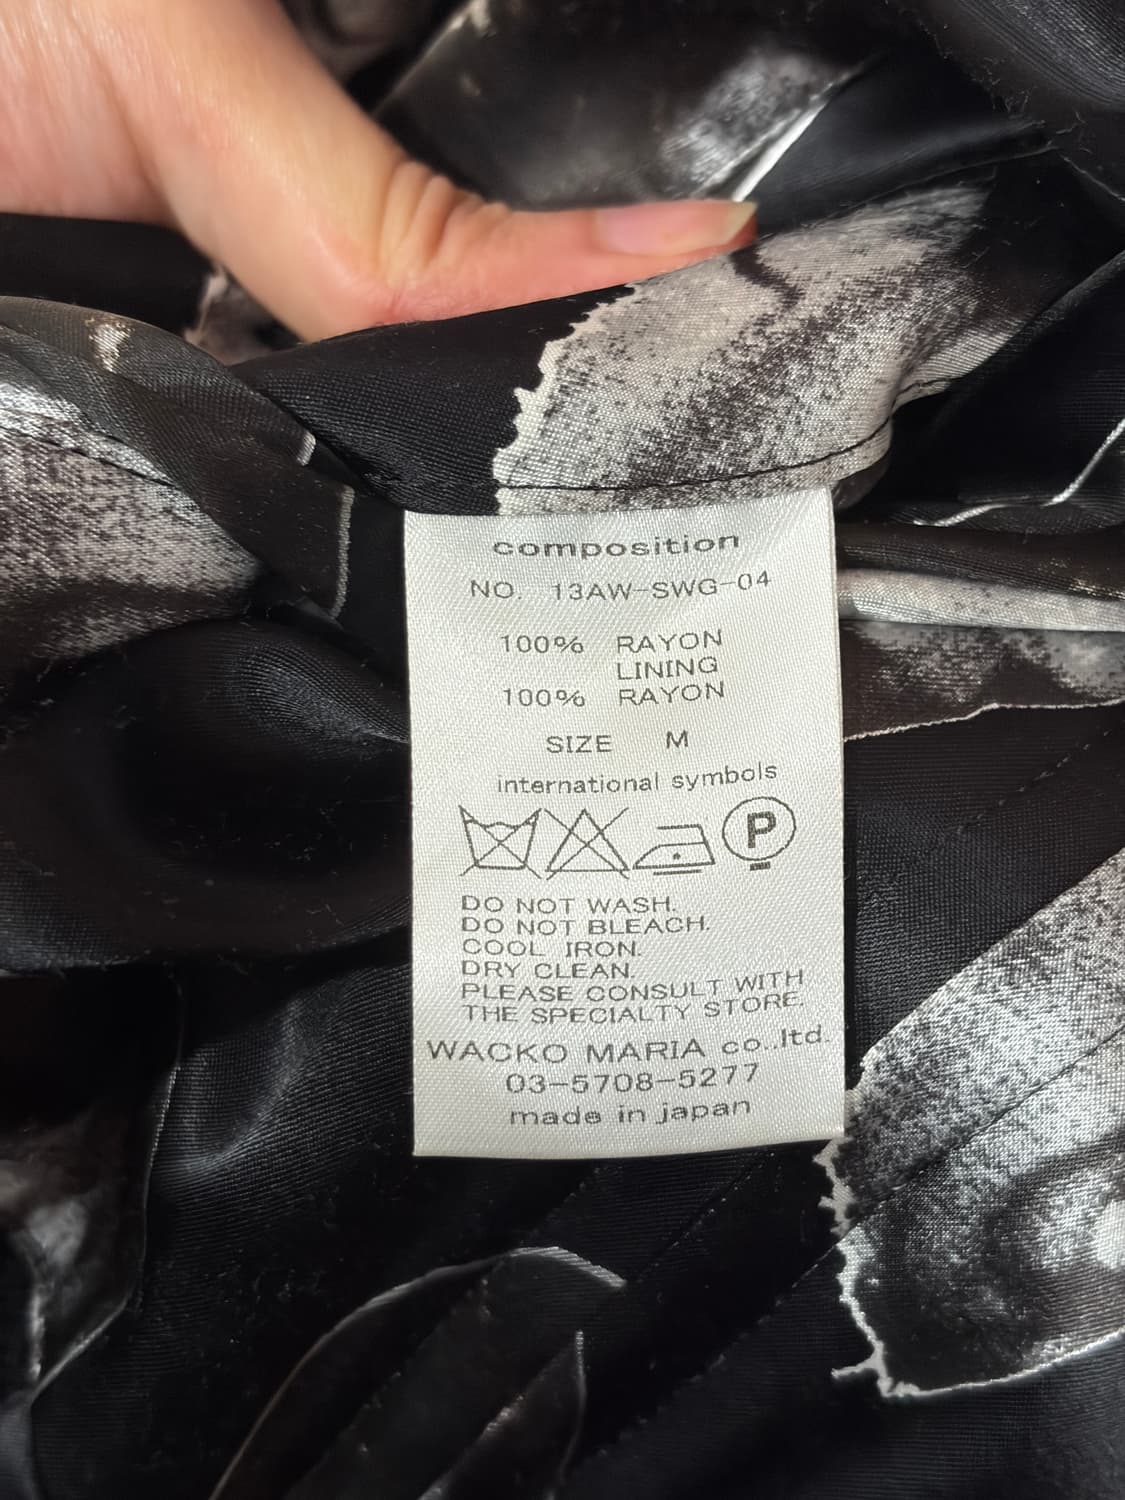 composition
NO. 13AW-SWG-04
100% RAYON
LINING
100% RAYON
SIZE M
international symbols
P
DO NOT WASH.
DO NOT BLEACH.
COOL IRON.
DRY CLEAN.
PLEASE CONSULT WITH
THE SPECIALTY STORE.
WACKO MARIA co.,ltd.
03-5708-5277
made in japan